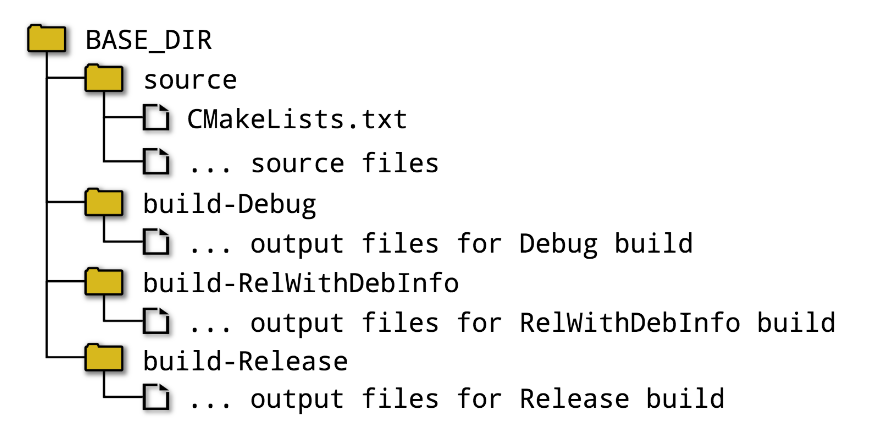 BASE_DIR
source
CMakeLists.txt
... source files
build-Debug
... output files for Debug build
build-RelWithDebInfo
... output files for RelWithDebInfo build
build-Release
... output files for Release build